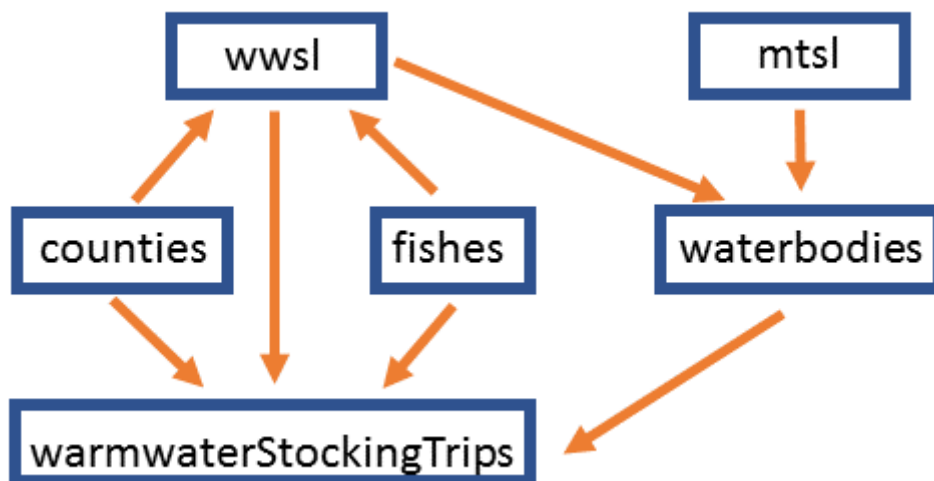 wwsl
mtsl
counties
fishes
waterbodies
warmwaterStockingTrips